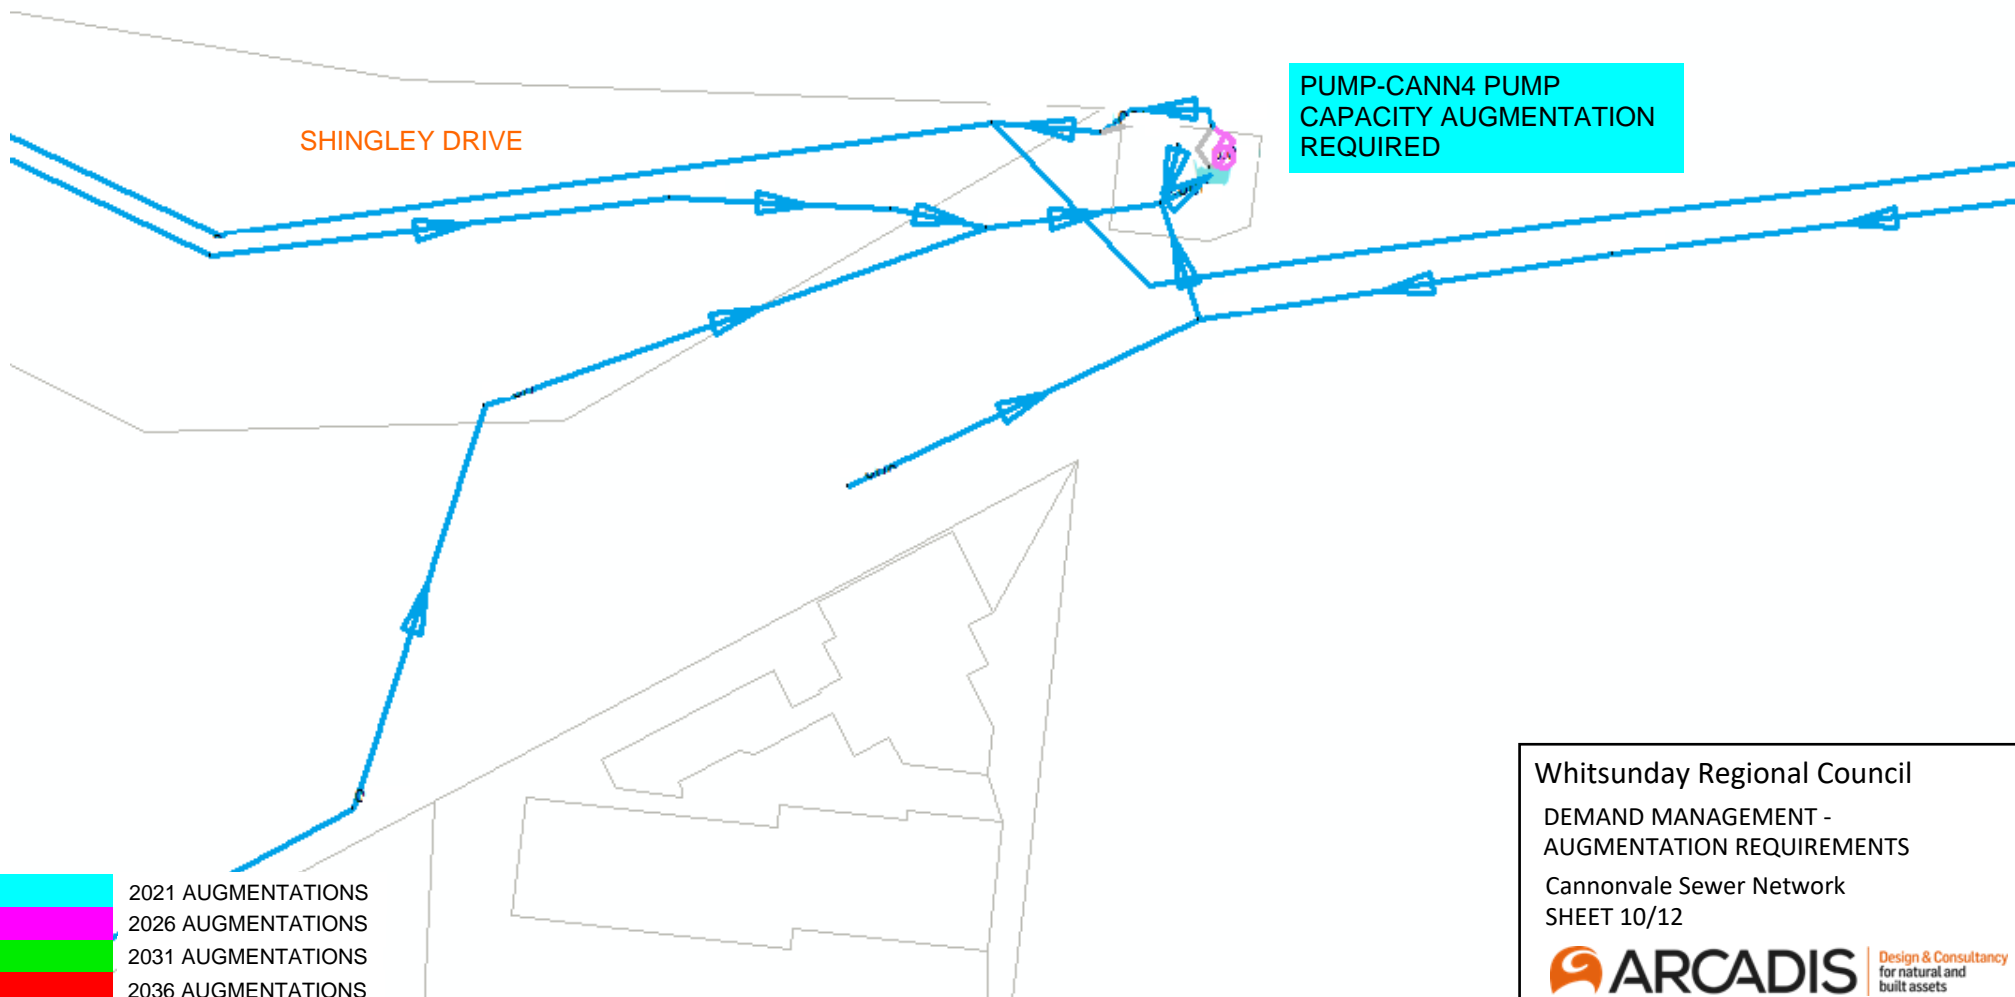 PUMP-CANN4 PUMP
CAPACITY AUGMENTATION
REQUIRED
SHINGLEY DRIVE
2021 AUGMENTATIONS
2026 AUGMENTATIONS
2031 AUGMENTATIONS
2036 AUGMENTATIONS
Whitsunday Regional Council
DEMAND MANAGEMENT -
AUGMENTATION REQUIREMENTS
Cannonvale Sewer Network
SHEET 10/12
ARCADIS
Design & Consultancy
for natural and
built assets